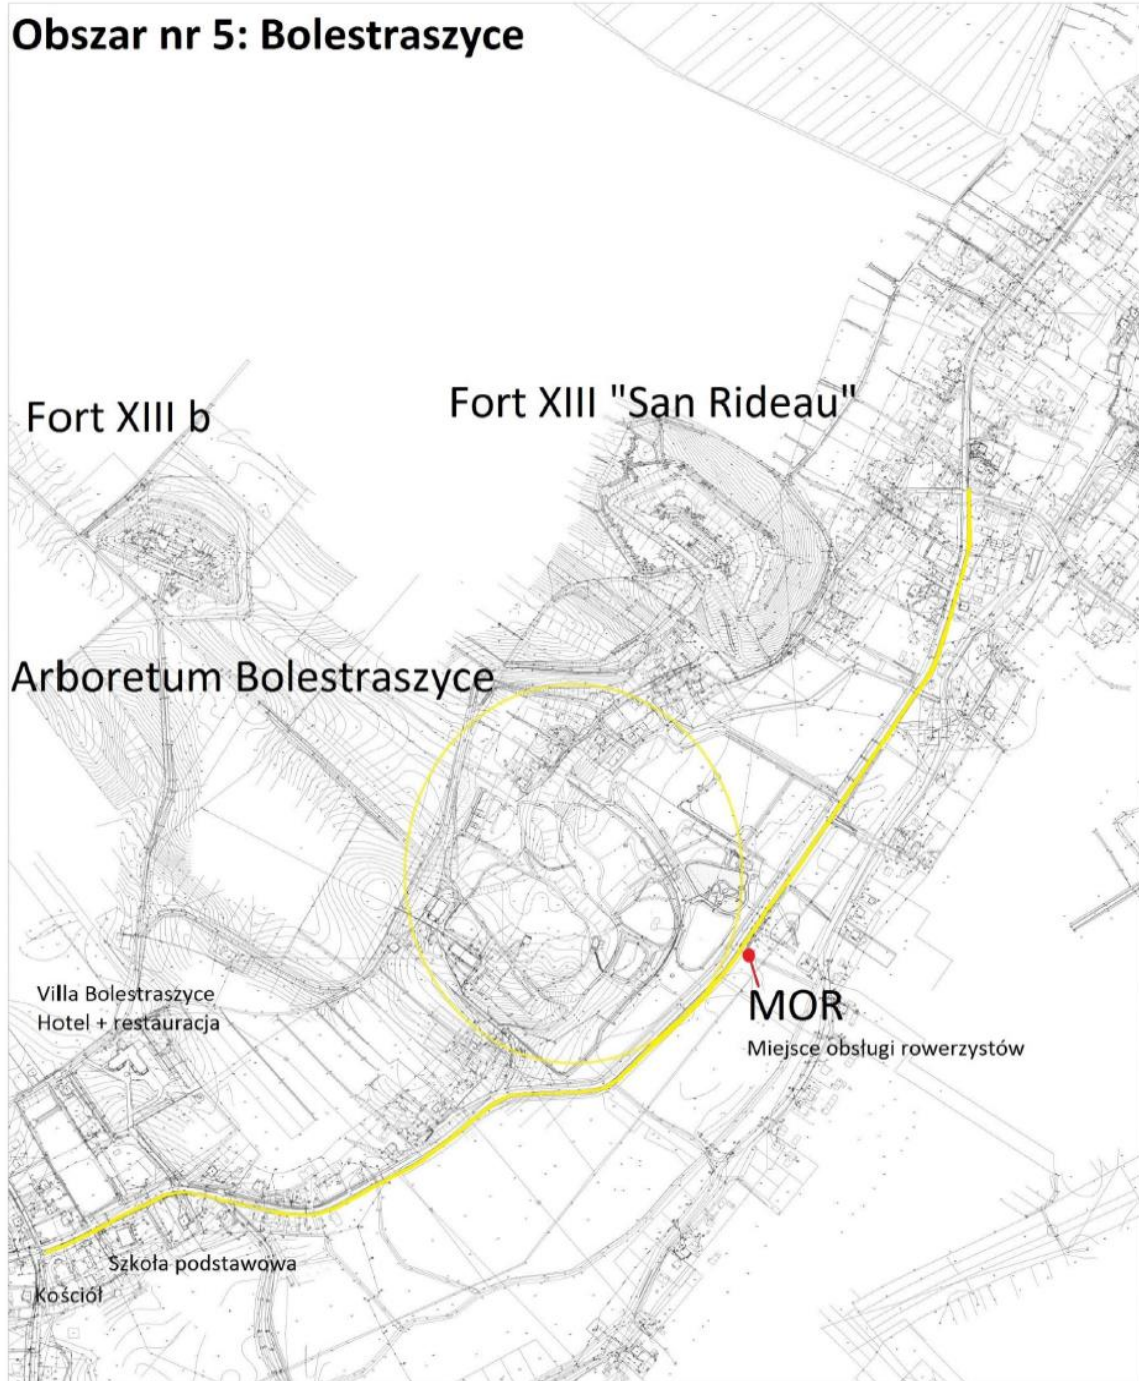 Obszar nr 5: Bolestraszyce
Fort XIII b
Fort XIII "San Rideau"
Arboretum Bolestraszyce
Villa Bolestraszyce
Hotel + restauracja
MOR
Miejsce obsługi rowerzystów
Szkoła podstawowa
Kościół